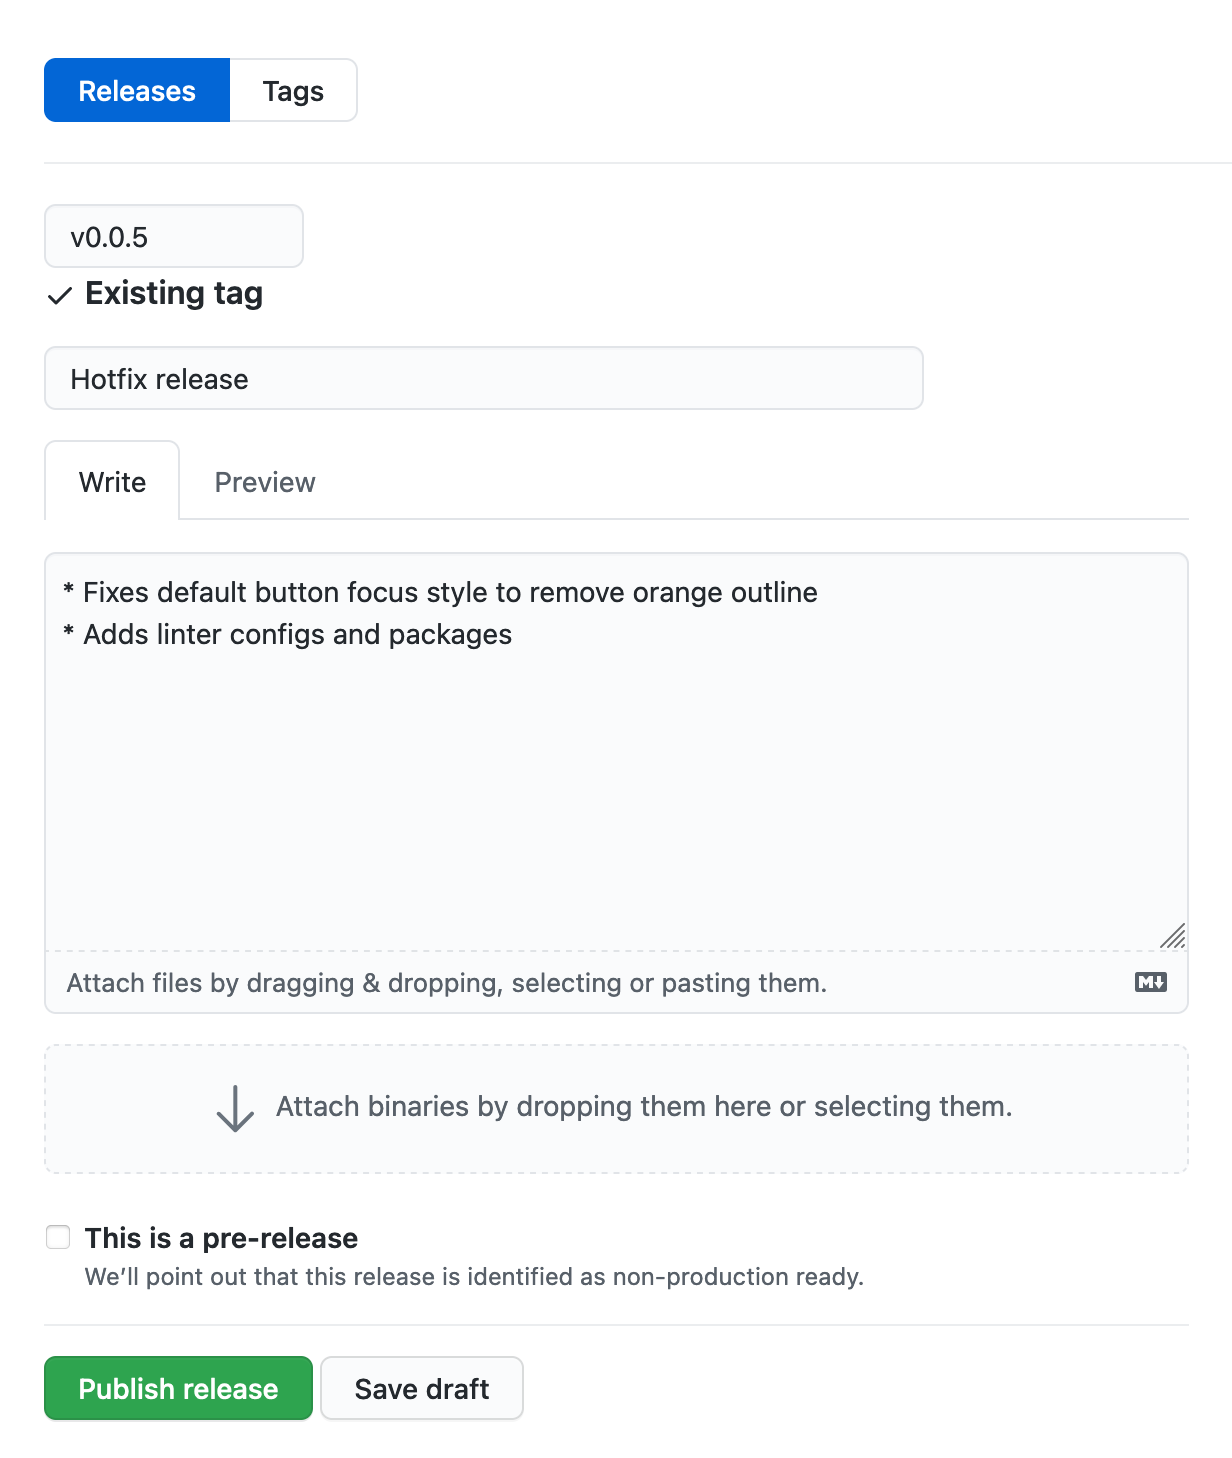 Releases Tags
v0.0.5
Existing tag
Hotfix release
Write Preview
* Fixes default button focus style to remove orange outline
* Adds linter configs and packages
Attach files by dragging & dropping, selecting or pasting them.
M
Attach binaries by dropping them here or selecting them.
This is a pre-release
We’ll point out that this release is identified as non-production ready.
Publish release Save draft